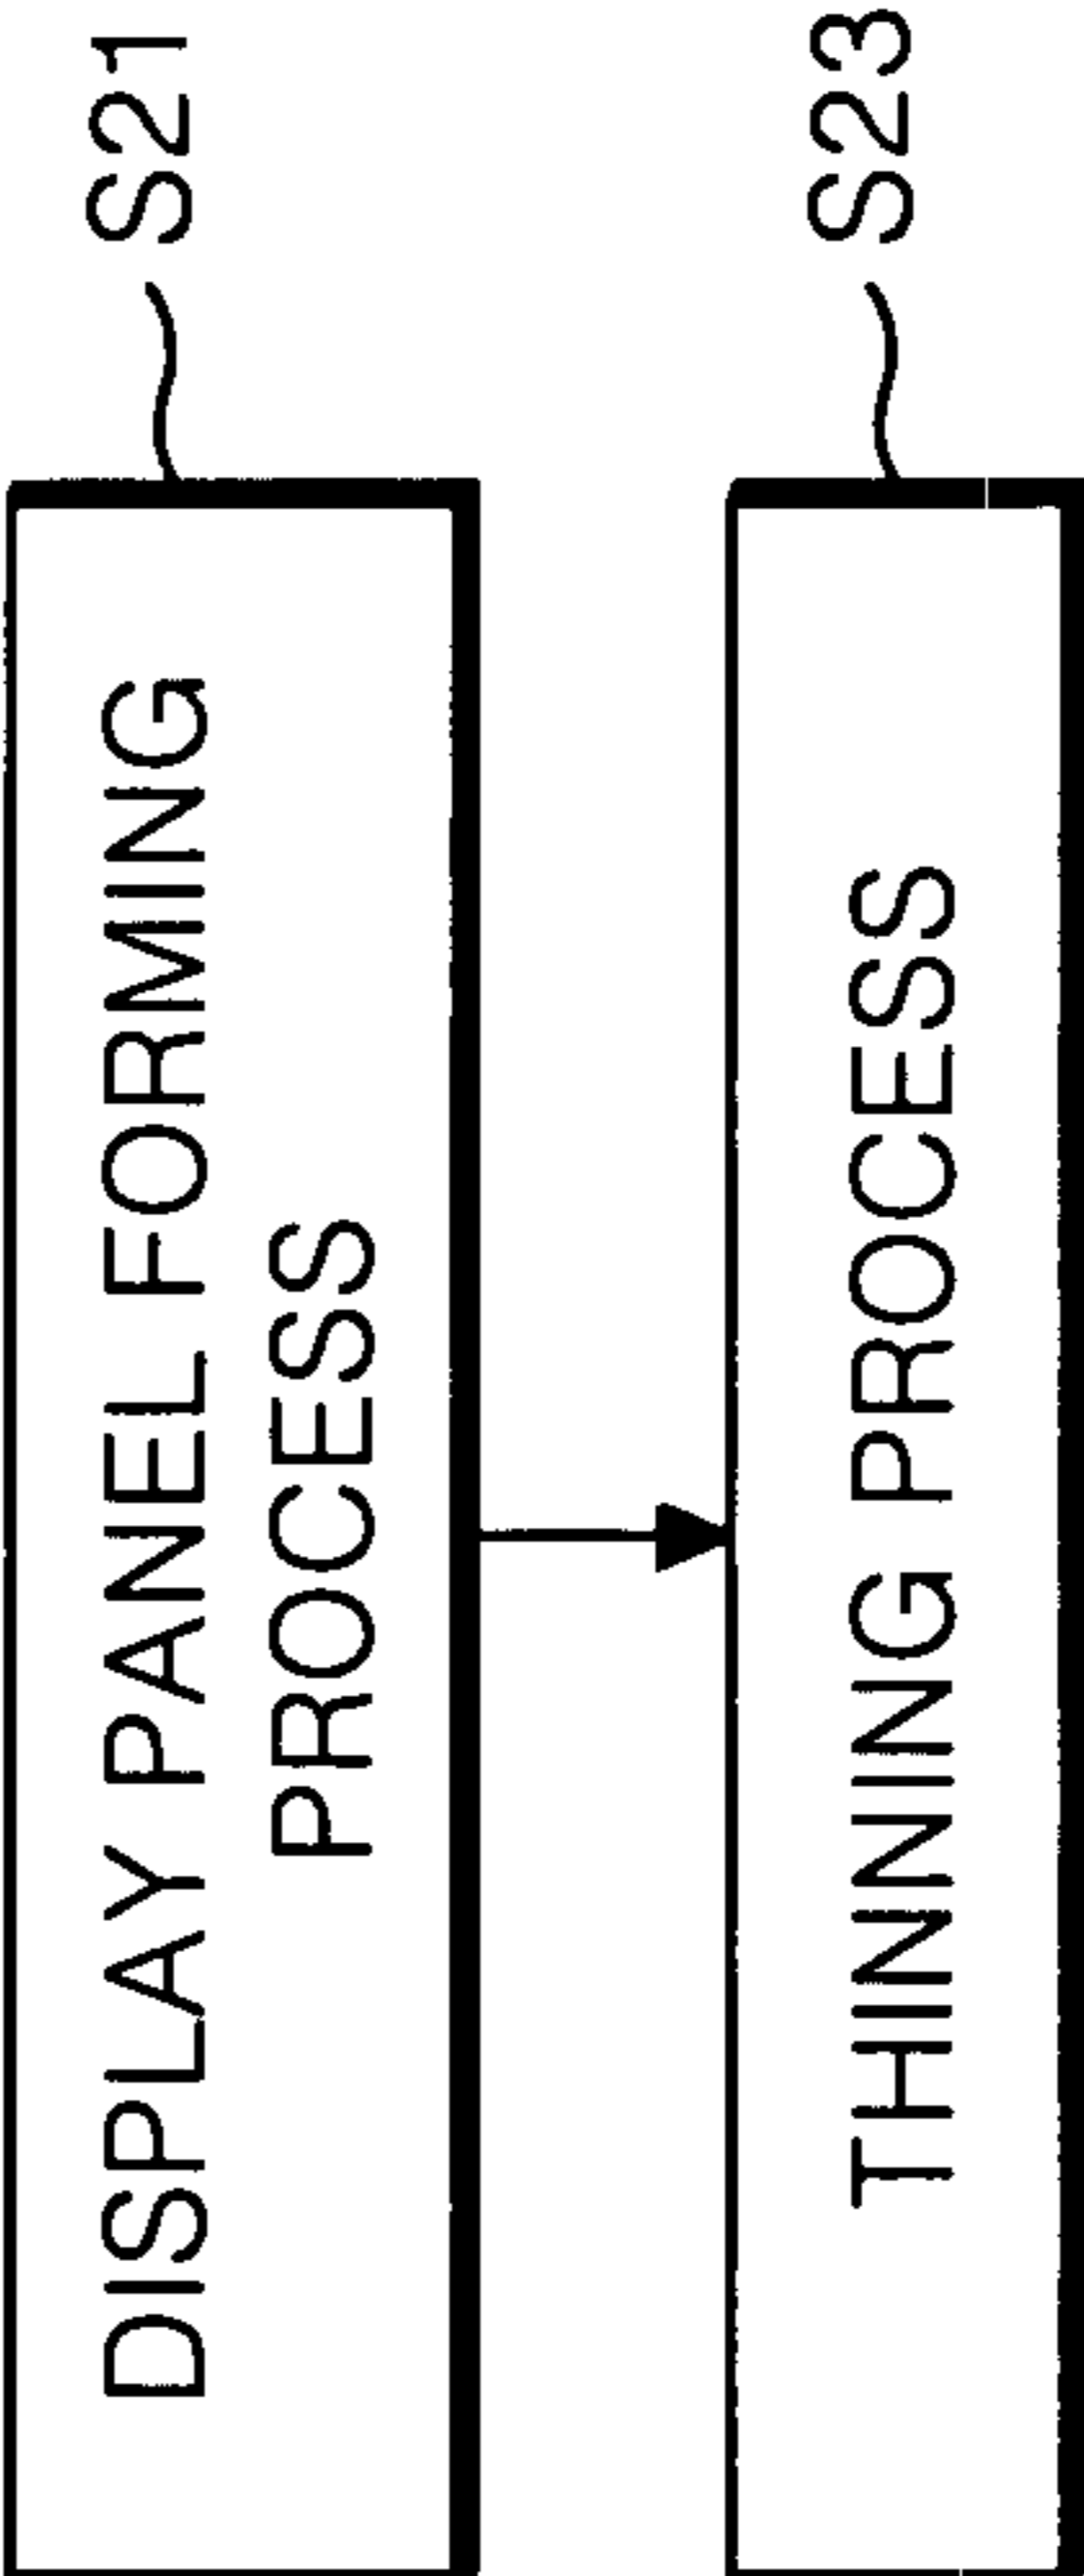 DISPLAY PANEL FORMING
PROCESS
S21
THINNING PROCESS
S23